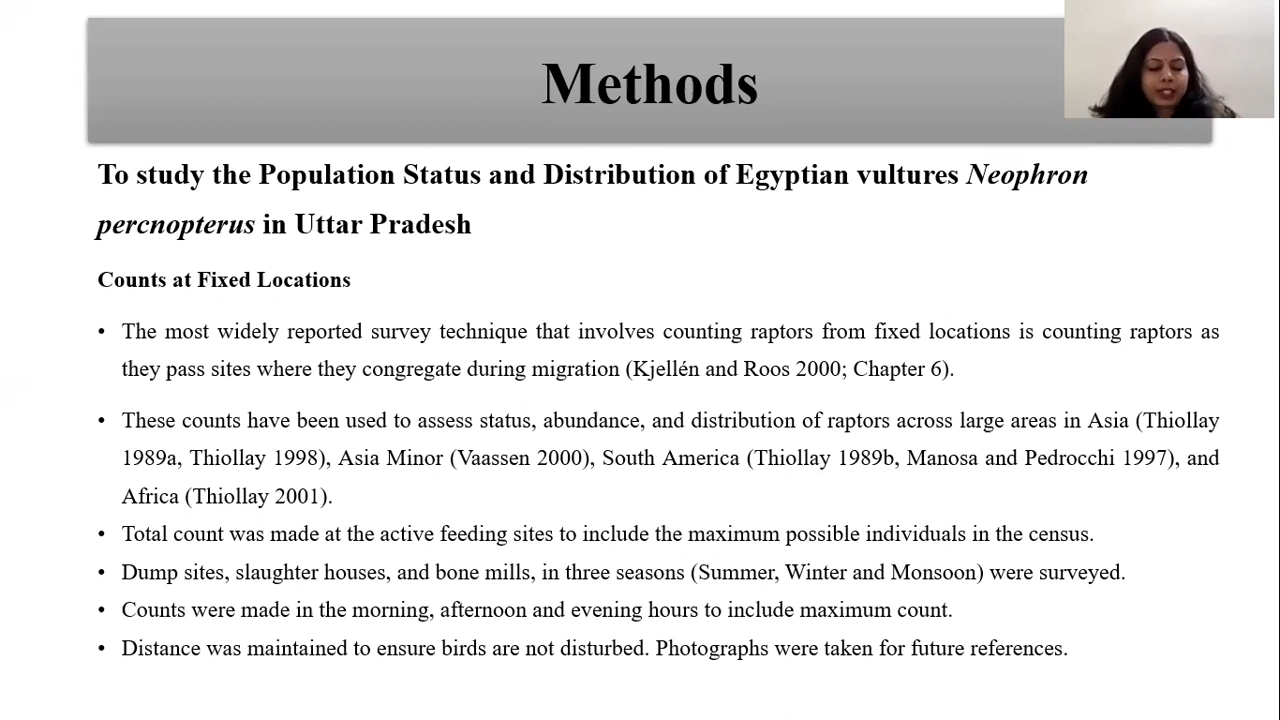 Methods
To study the Population Status and Distribution of Egyptian vultures Neophron
percnopterus in Uttar Pradesh
Counts at Fixed Locations
• The most widely reported survey technique that involves counting raptors from fixed locations is counting raptors as
they pass sites where they congregate during migration (Kjellén and Roos 2000; Chapter 6).
• These counts have been used to assess status, abundance, and distribution of raptors across large areas in Asia (Thiollay
1989a, Thiollay 1998), Asia Minor (Vaassen 2000), South America (Thiollay 1989b, Manosa and Pedrocchi 1997), and
Africa (Thiollay 2001).
• Total count was made at the active feeding sites to include the maximum possible individuals in the census.
• Dump sites, slaughter houses, and bone mills, in three seasons (Summer, Winter and Monsoon) were surveyed.
• Counts were made in the morning, afternoon and evening hours to include maximum count.
• Distance was maintained to ensure birds are not disturbed. Photographs were taken for future references.